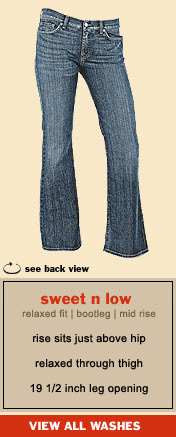 see back view
sweet n low
relaxed fit | bootleg | mid rise
rise sits just above hip
relaxed through thigh
19 1/2 inch leg opening
VIEW ALL WASHES